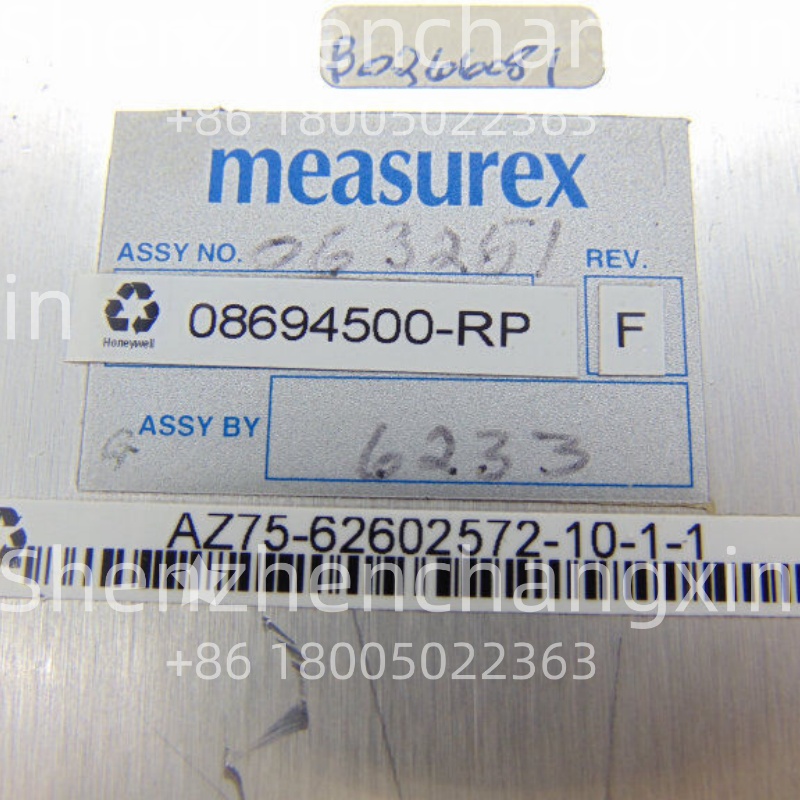 B0266081
+86 18005022363
measurex
ASSY NO. 063251
REV.
08694500-RP
F
Honeywell
ASSY BY
6233
AZ75-62602572-10-1-1
Shenzhenchangxin
+86 18005022363